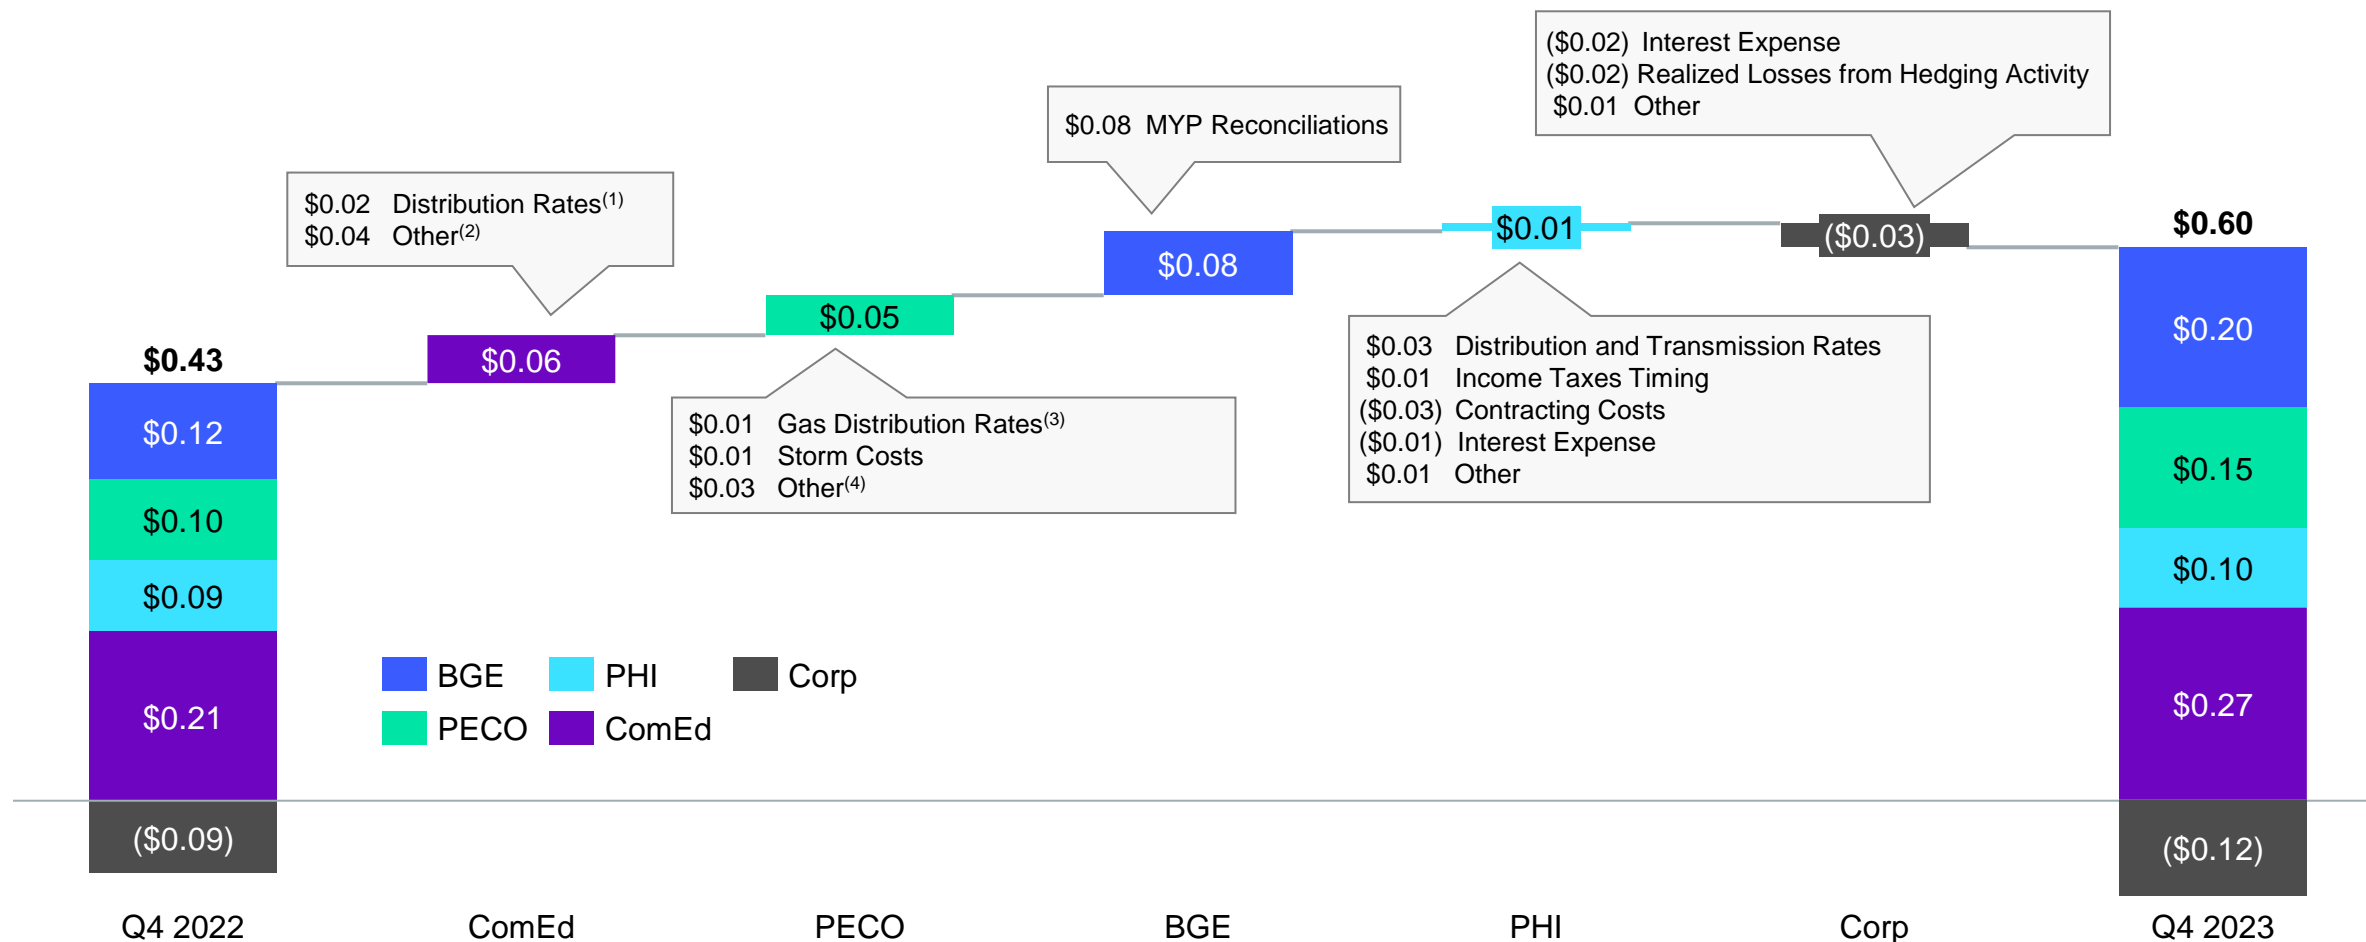 ($0.02) Interest Expense
($0.02) Realized Losses from Hedging Activity
$0.01 Other
$0.08 MYP Reconciliations
$0.02 Distribution Rates(1)
$0.04 Other(2)
$0.43
$0.12
$0.10
$0.09
$0.21
($0.09)
Q4 2022
$0.06
ComEd
$0.05
$0.01 Gas Distribution Rates(3)
$0.01 Storm Costs
$0.03 Other(4)
PECO
$0.08
BGE
$0.01
$0.03 Distribution and Transmission Rates
$0.01 Income Taxes Timing
($0.03) Contracting Costs
($0.01) Interest Expense
$0.01 Other
PHI
($0.03)
Corp
$0.60
$0.20
$0.15
$0.10
$0.27
($0.12)
Q4 2023
BGE
PHI
Corp
PECO
ComEd